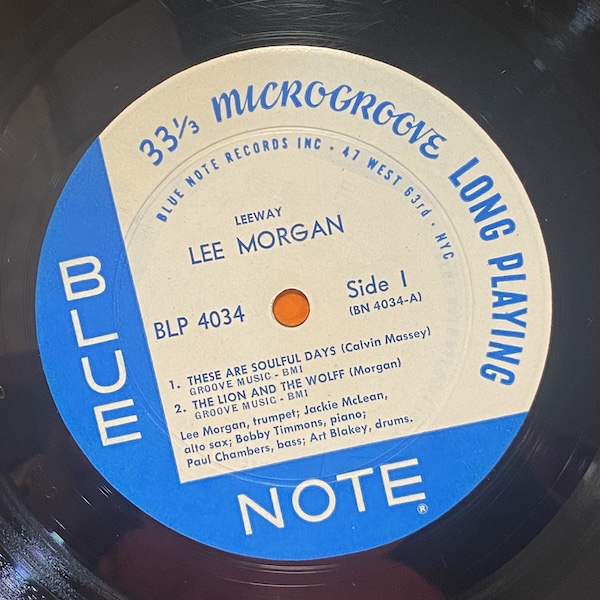 33⅓ MICROGROOVE LONG PLAYING
BLUE NOTE RECORDS INC · 47 WEST 63rd · NYC
LEEWAY
LEE MORGAN
BLP 4034
Side 1
(BN 4034-A)
1. THESE ARE SOULFUL DAYS (Calvin Massey)
GROOVE MUSIC - BMI
2. THE LION AND THE WOLFF (Morgan)
GROOVE MUSIC - BMI
Lee Morgan, trumpet; Jackie McLean,
alto sax; Bobby Timmons, piano;
Paul Chambers, bass; Art Blakey, drums.
BLUE
NOTE®